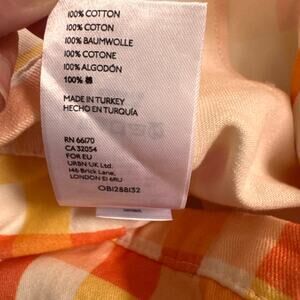 100% COTTON
100% COTON
100% BAUMWOLLE
100% COTONE
100% ALGODÓN
100% 棉
MADE IN TURKEY
HECHO EN TURQUÍA
RN 66170
CA 32054
FOR EU
URBN UK Ltd.
146 Brick Lane,
LONDON E1 6RU
OB1288132